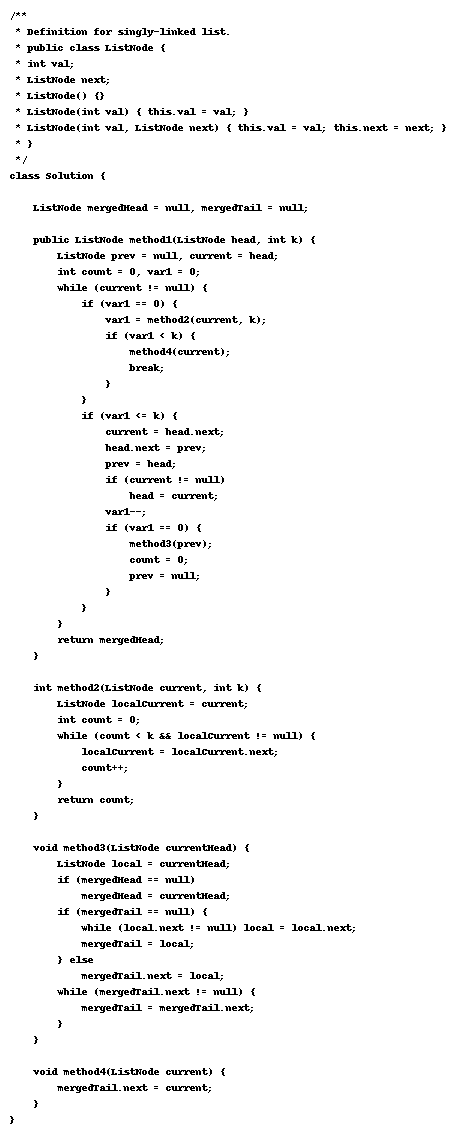 /**
 * Definition for singly-linked list.
 * public class ListNode {
 * int val;
 * ListNode next;
 * ListNode() {}
 * ListNode(int val) { this.val = val; }
 * ListNode(int val, ListNode next) { this.val = val; this.next = next; }
 * }
 */
class Solution {

    ListNode mergedHead = null, mergedTail = null;

    public ListNode method1(ListNode head, int k) {
        ListNode prev = null, current = head;
        int count = 0, var1 = 0;
        while (current != null) {
            if (var1 == 0) {
                var1 = method2(current, k);
                if (var1 < k) {
                    method4(current);
                    break;
                }
            }
            if (var1 <= k) {
                current = head.next;
                head.next = prev;
                prev = head;
                if (current != null)
                    head = current;
                var1--;
                if (var1 == 0) {
                    method3(prev);
                    count = 0;
                    prev = null;
                }
            }
        }
        return mergedHead;
    }

    int method2(ListNode current, int k) {
        ListNode localCurrent = current;
        int count = 0;
        while (count < k && localCurrent != null) {
            localCurrent = localCurrent.next;
            count++;
        }
        return count;
    }

    void method3(ListNode currentHead) {
        ListNode local = currentHead;
        if (mergedHead == null)
            mergedHead = currentHead;
        if (mergedTail == null) {
            while (local.next != null) local = local.next;
            mergedTail = local;
        } else
            mergedTail.next = local;
        while (mergedTail.next != null) {
            mergedTail = mergedTail.next;
        }
    }

    void method4(ListNode current) {
        mergedTail.next = current;
    }
}